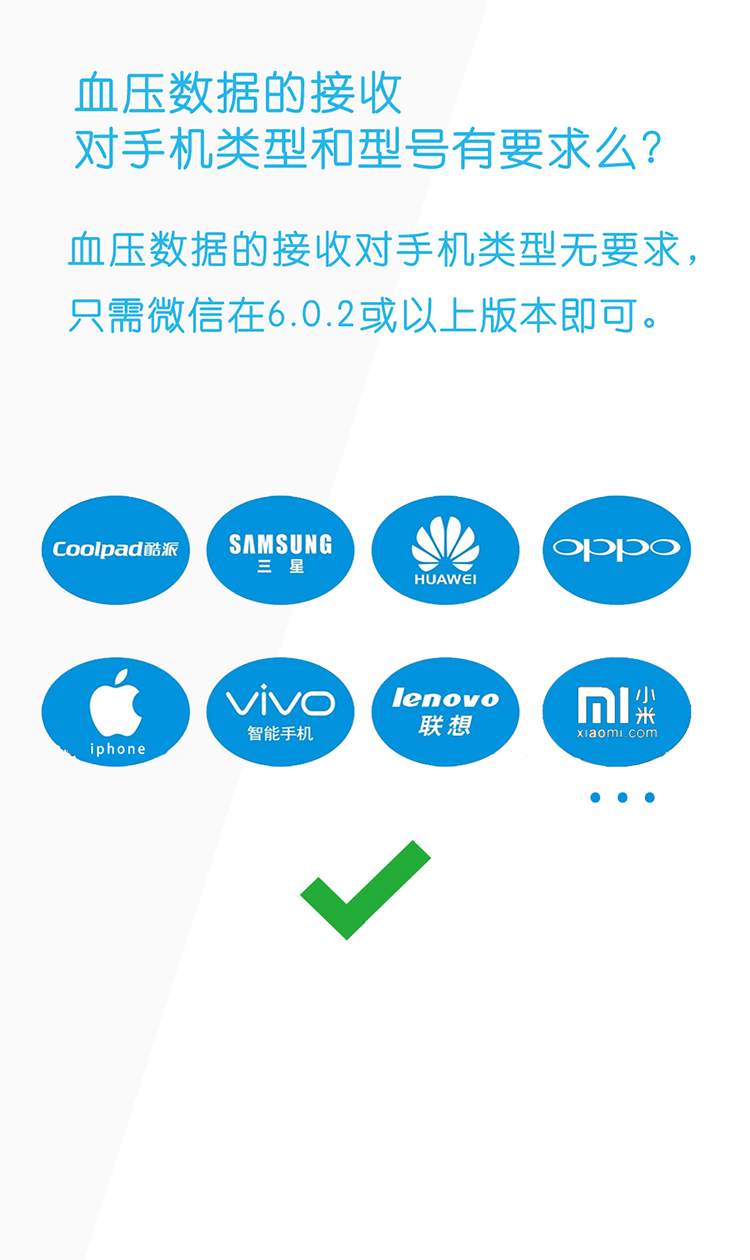 血压数据的接收
对手机类型和型号有要求么?
血压数据的接收对手机类型无要求,
只需微信在6.0.2或以上版本即可。
Coolpad酷派
SAMSUNG
三星
HUAWEI
oppo
iphone
vivo
智能手机
lenovo
联想
MI 小米
xiaomi.com